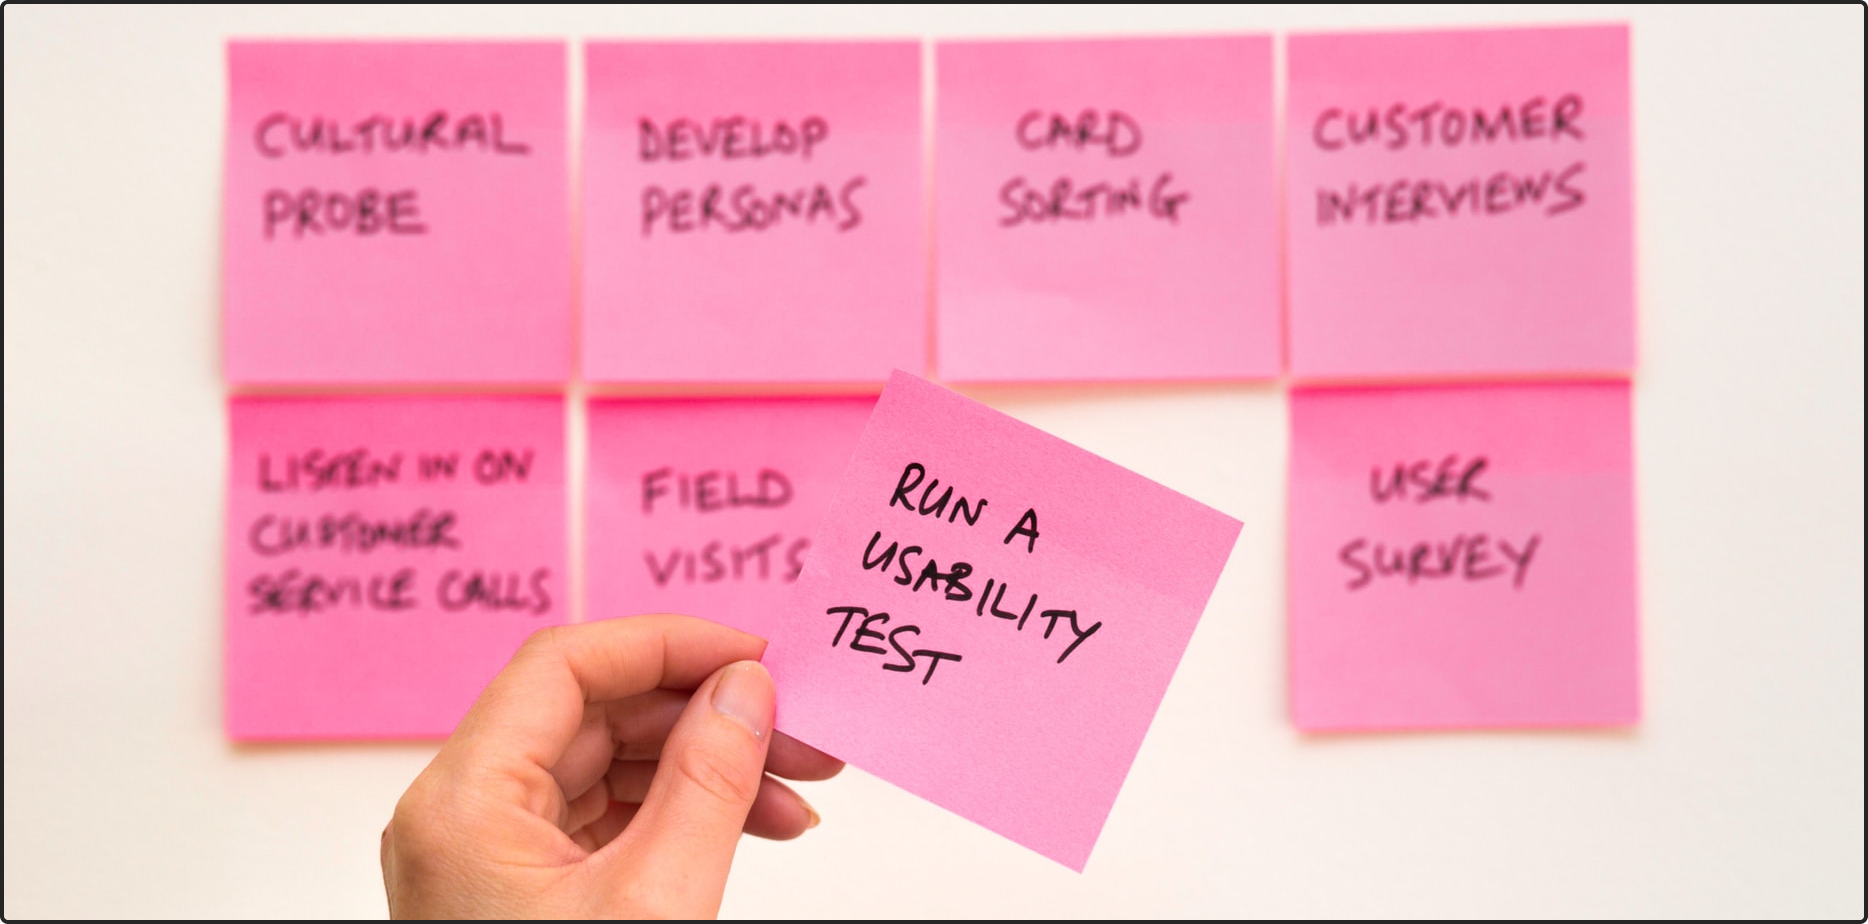 CULTURAL
PROBE
DEVELOP
PERSONAS
CARD
SORTING
CUSTOMER
INTERVIEWS
LISTEN IN ON
CUSTOMER
SERVICE CALLS
FIELD
VISITS
RUN A
USABILITY
TEST
USER
SURVEY